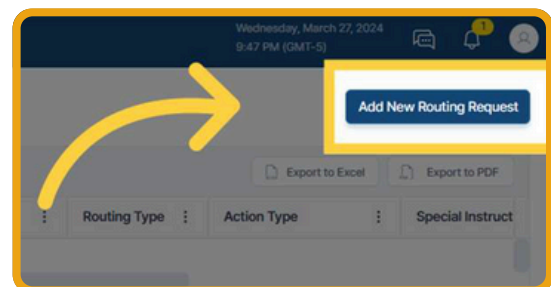 Wednesday, March 27, 2024
9:47 PM (GMT-5)
1
Add New Routing Request
Export to Excel
Export to PDF
Routing Type
Action Type
Special Instruct